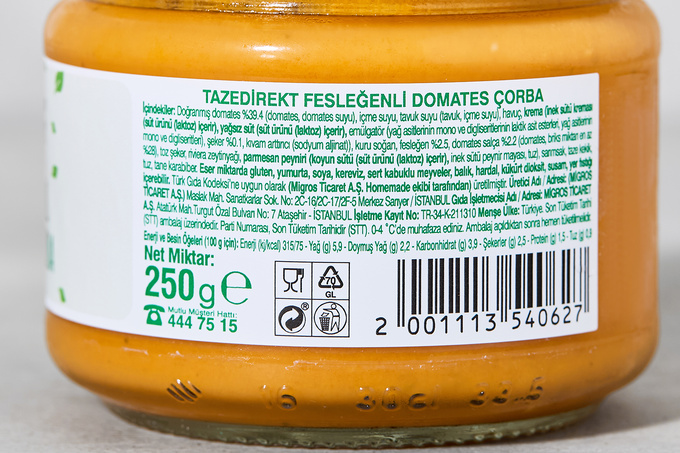 TAZEDİREKT FESLEĞENLİ DOMATES ÇORBA
İçindekiler: Doğranmış domates %39.4 (domates, domates suyu), içme suyu, tavuk suyu (tavuk, içme suyu), havuç, krema (inek sütü kreması
(süt ürünü (laktoz) içerir), yağsız süt (süt ürünü (laktoz) içerir), emülgatör (yağ asitlerinin mono ve digliseritlerinin laktik asit esterleri, yağ asitlerinin
mono ve digliseritleri), şeker %0.1, kıvam arttırıcı (sodyum aljinat)), kuru soğan, fesleğen %2.5, domates salça %2.2 (domates, briks miktarı en az
%28), toz şeker, riviera zeytinyağı, parmesan peyniri (koyun sütü (süt ürünü (laktoz) içerir), inek sütü peynir mayası, tuz), sarımsak, taze kekik,
tuz, tane karabiber. Eser miktarda gluten, yumurta, soya, kereviz, sert kabuklu meyveler, balık, hardal, kükürt dioksit, susam, yer fıstığı
içerebilir. Türk Gıda Kodeksi'ne uygun olarak (Migros Ticaret A.Ş. Homemade ekibi tarafından) üretilmiştir. Üretici Adı / Adresi: (MİGROS
TİCARET A.Ş.) Maslak Mah. Sanatkarlar Sok. No: 2C-16/2C-17/2F-5 Merkez Sarıyer / İSTANBUL Gıda İşletmecisi Adı / Adresi: (MİGROS TİCARET
A.Ş.) Atatürk Mah. Turgut Özal Bulvarı No: 7 Ataşehir - İSTANBUL İşletme Kayıt No: TR-34-K-211310 Menşe Ülke: Türkiye. Son Tüketim Tarihi
(STT) ambalaj üzerindedir. Parti Numarası, Son Tüketim Tarihidir (STT). 0-4 °C'de muhafaza ediniz. Ambalaj açıldıktan sonra hemen tüketilmelidir.
Enerji ve Besin Öğeleri (100 g için): Enerji (kj/kcal) 315/75 - Yağ (g) 5,9 - Doymuş Yağ (g) 2,2 - Karbonhidrat (g) 3,9 - Şekerler (g) 2,5 - Protein (g) 1,5 - Tuz (g) 0,9
Net Miktar:
250g e
Mutlu Müşteri Hattı:
444 75 15
70
GL
2 001113 540627